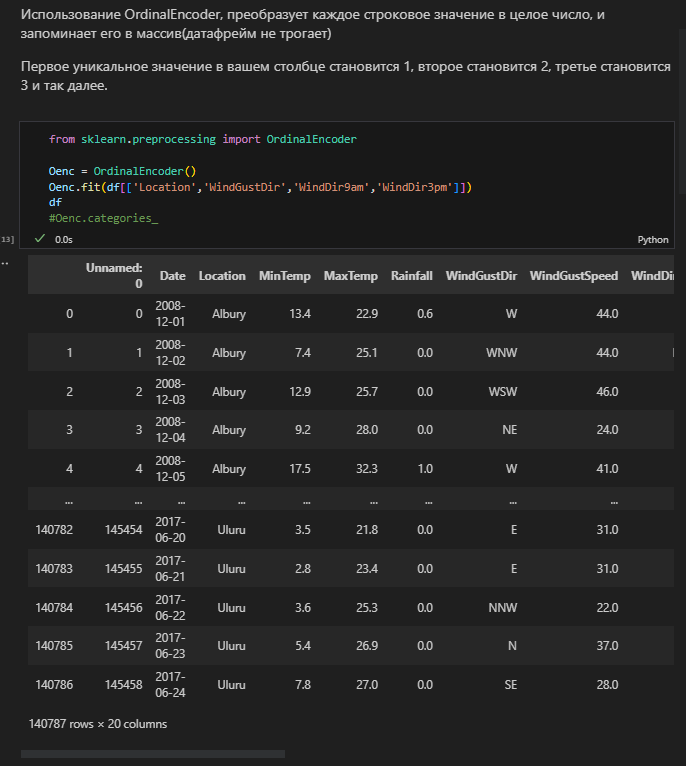 Использование OrdinalEncoder, преобразует каждое строковое значение в целое число, и
запоминает его в массив(датафрейм не трогает)
Первое уникальное значение в вашем столбце становится 1, второе становится 2, третье становится
3 и так далее.
from sklearn.preprocessing import OrdinalEncoder
Oenc = OrdinalEncoder()
Oenc.fit(df[['Location','WindGustDir','WindDir9am','WindDir3pm']])
df
#Oenc.categories_
13] 0.0s Python
Unnamed:
0 Date Location MinTemp MaxTemp Rainfall WindGustDir WindGustSpeed WindDi
0 0 2008-
12-01 Albury 13.4 22.9 0.6 W 44.0
1 1 2008-
12-02 Albury 7.4 25.1 0.0 WNW 44.0
2 2 2008-
12-03 Albury 12.9 25.7 0.0 WSW 46.0
3 3 2008-
12-04 Albury 9.2 28.0 0.0 NE 24.0
4 4 2008-
12-05 Albury 17.5 32.3 1.0 W 41.0
... ... ... ... ... ... ... ... ...
140782 145454 2017-
06-20 Uluru 3.5 21.8 0.0 E 31.0
140783 145455 2017-
06-21 Uluru 2.8 23.4 0.0 E 31.0
140784 145456 2017-
06-22 Uluru 3.6 25.3 0.0 NNW 22.0
140785 145457 2017-
06-23 Uluru 5.4 26.9 0.0 N 37.0
140786 145458 2017-
06-24 Uluru 7.8 27.0 0.0 SE 28.0
140787 rows × 20 columns